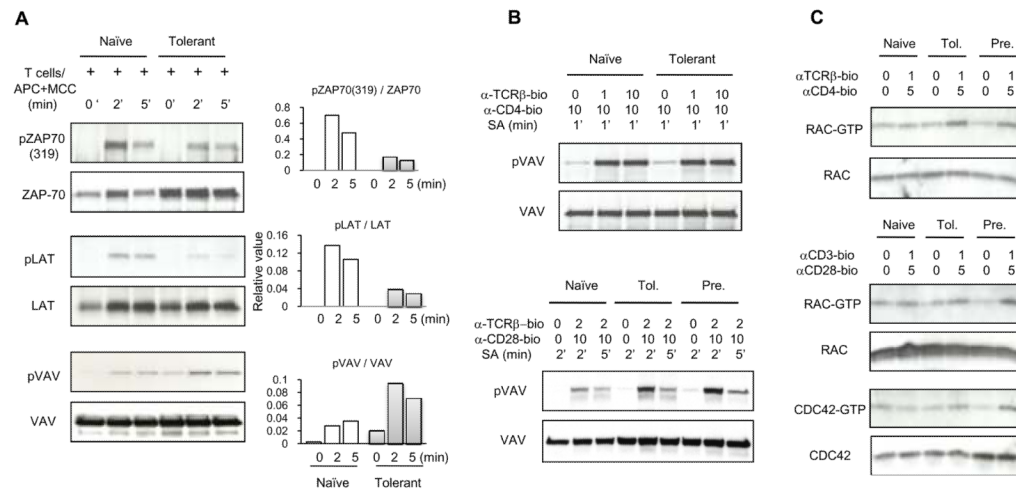 A
Naïve Tolerant
T cells/ + + + + + +
APC+MCC
(min) 0 ' 2' 5' 0' 2' 5'
pZAP70
(319)
ZAP-70
pLAT
LAT
pVAV
VAV
pZAP70(319) / ZAP70
0.8
0.6
0.4
0.2
0
0 2 5 0 2 5 (min)
pLAT / LAT
Relative value
0.16
0.12
0.08
0.04
0
0 2 5 0 2 5 (min)
pVAV / VAV
0.1
0.08
0.06
0.04
0.02
0
0 2 5 0 2 5 (min)
Naïve Tolerant
B
Naïve Tolerant
α-TCRβ-bio 0 1 10 0 1 10
α-CD4-bio 10 10 10 10 10 10
SA (min) 1' 1' 1' 1' 1' 1'
pVAV
VAV
Naïve Tol. Pre.
α-TCRβ-bio 0 2 2 0 2 2 0 2 2
α-CD28-bio 0 10 10 0 10 10 0 10 10
SA (min) 2' 2' 5' 2' 2' 5' 2' 2' 5'
pVAV
VAV
C
Naive Tol. Pre.
αTCRβ-bio 0 1 0 1 0 1
αCD4-bio 0 5 0 5 0 5
RAC-GTP
RAC
Naive Tol. Pre.
αCD3-bio 0 1 0 1 0 1
αCD28-bio 0 5 0 5 0 5
RAC-GTP
RAC
CDC42-GTP
CDC42